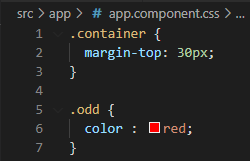 src > app > # app.component.css > ...
1 .container {
2 margin-top: 30px;
3 }
4
5 .odd {
6 color : red;
7 }